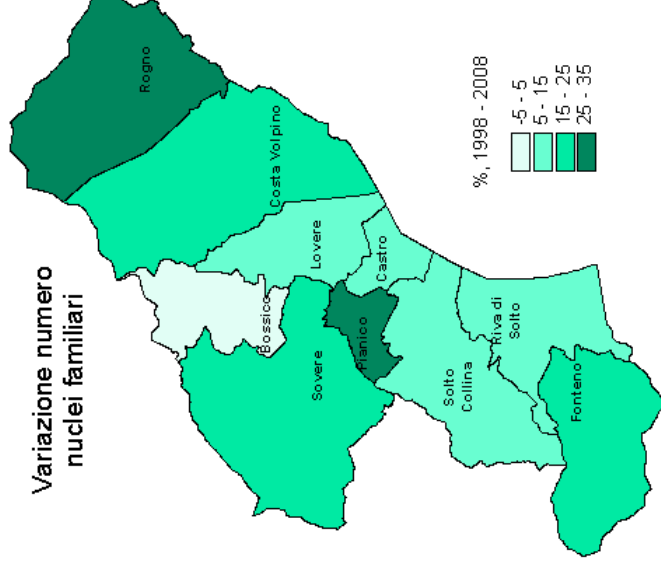 Variazione numero
nuclei familiari
Rogno
Costa Volpino
Lovere
Castro
Bossico
Sovere
Pianico
Solto
Collina
Riva di
Solto
Fonteno
%, 1998 - 2008
-5 - 5
5 - 15
15 - 25
25 - 35